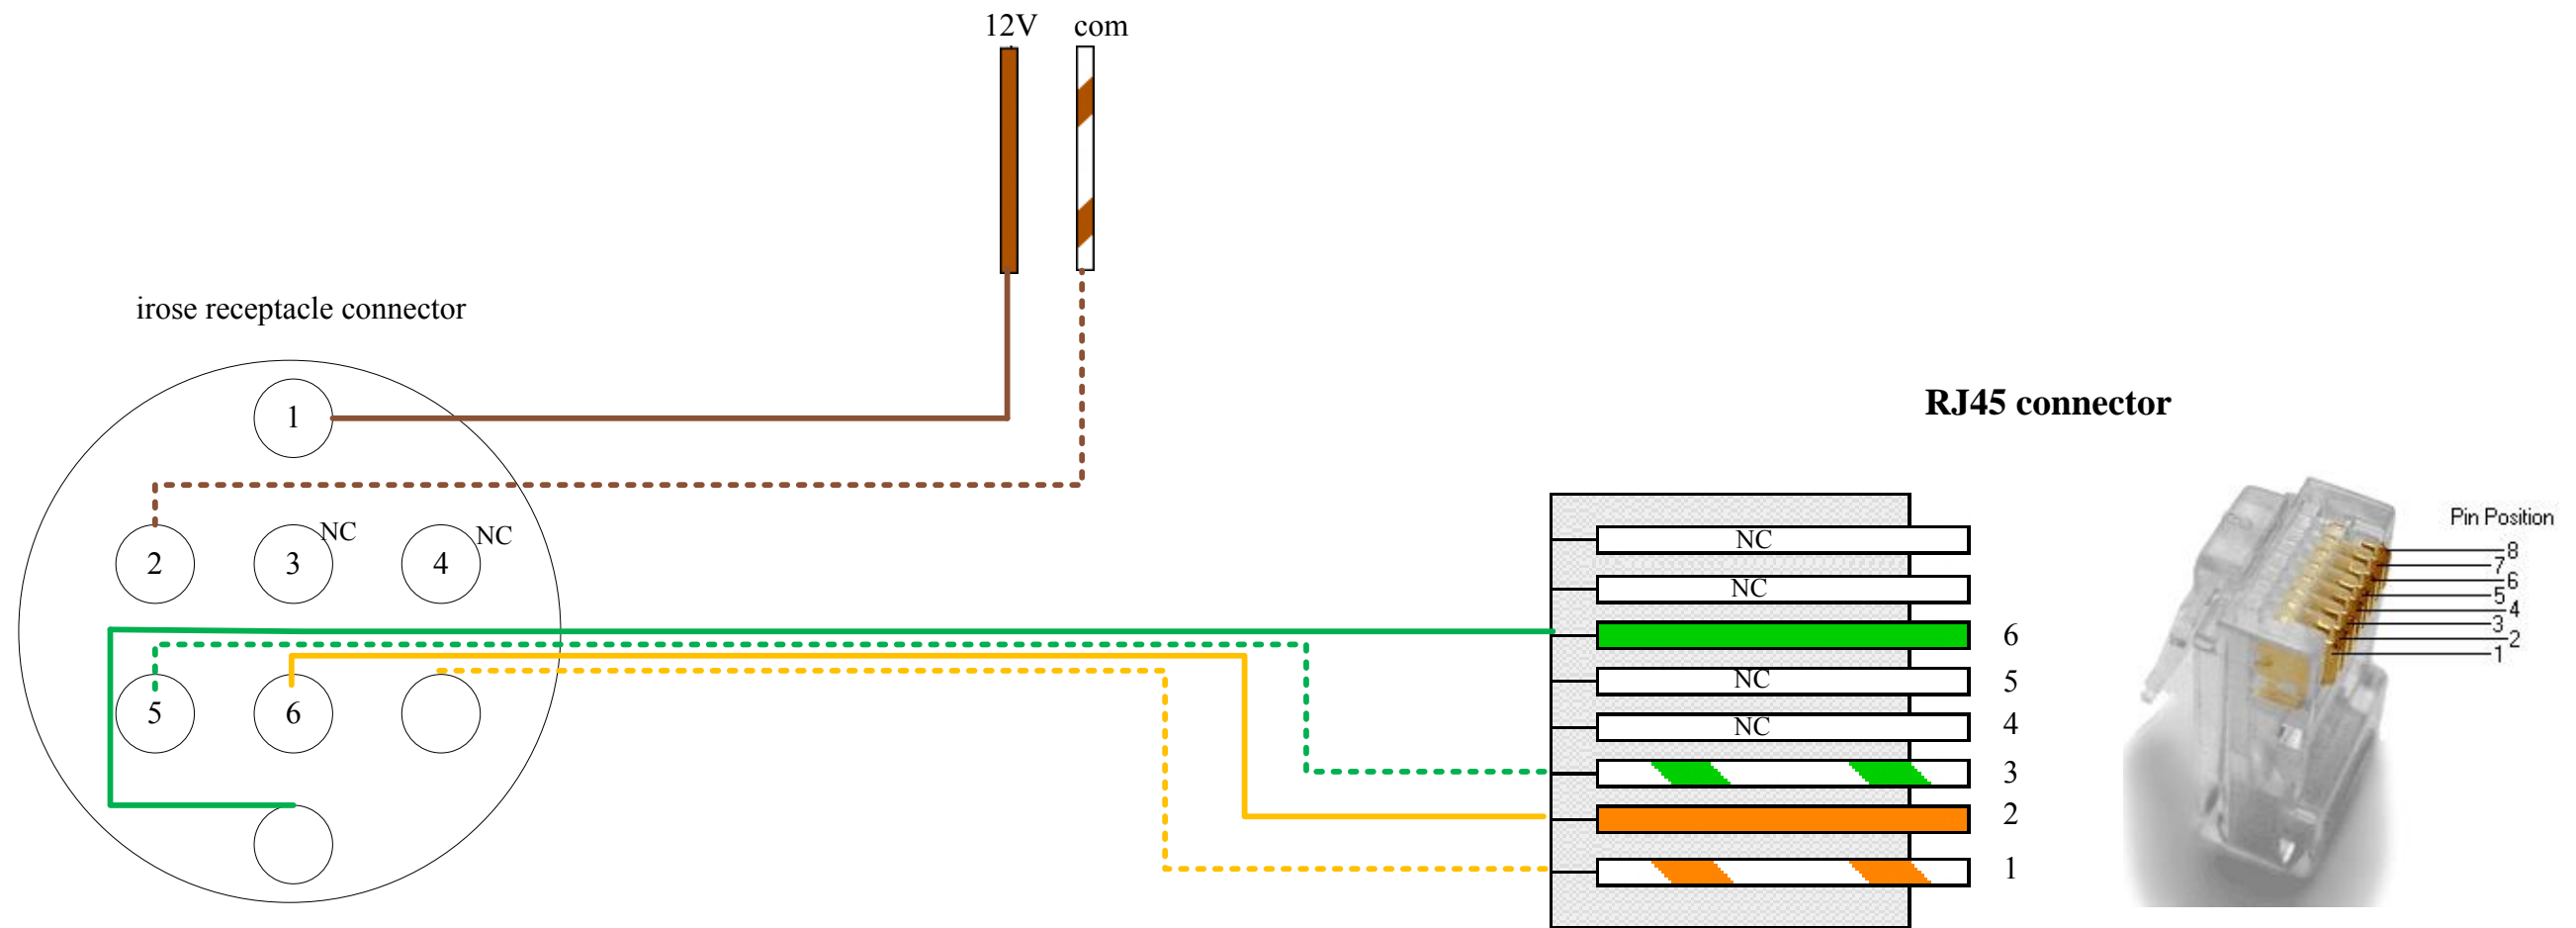 12V com
irose receptacle connector
1
RJ45 connector
2 3 NC 4 NC
5 6
NC
NC
6
NC 5
NC 4
3
2
1
Pin Position
8
7
6
5
4
3
2
1